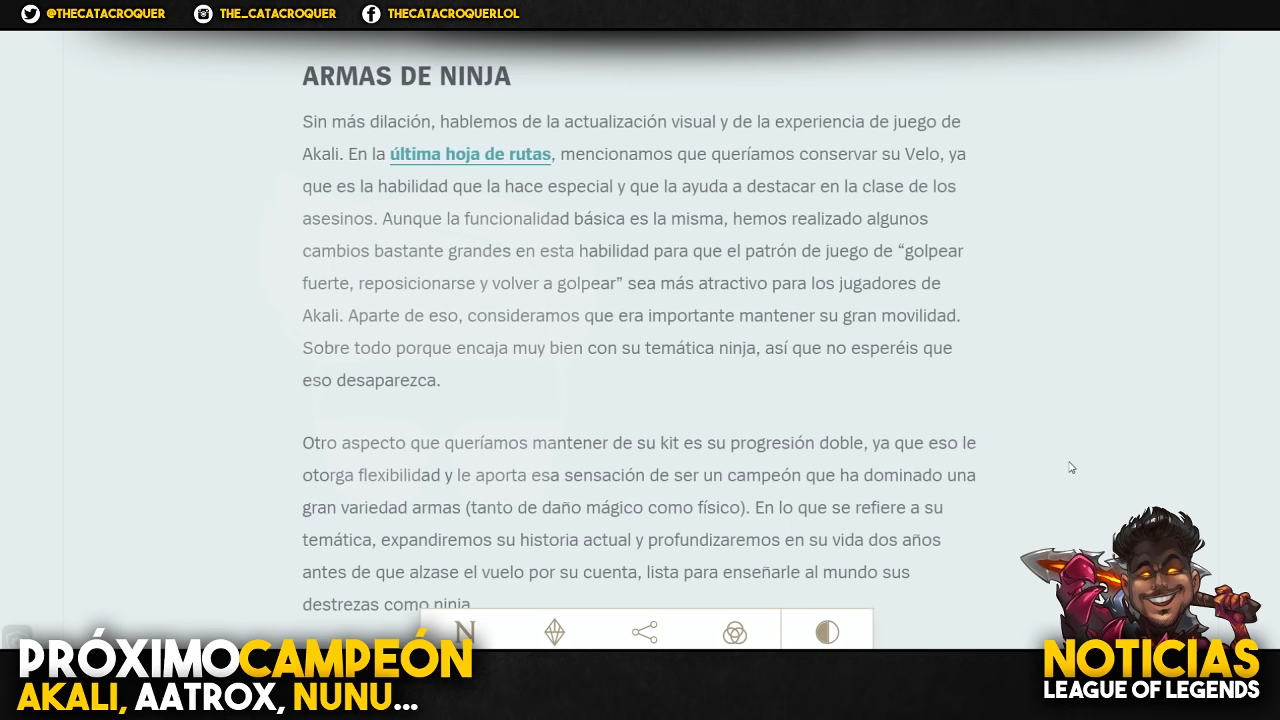 @THECATACROQUER THE_CATACROQUER THECATACROQUERLOL
ARMAS DE NINJA
Sin más dilación, hablemos de la actualización visual y de la experiencia de juego de
Akali. En la última hoja de rutas, mencionamos que queríamos conservar su Velo, ya
que es la habilidad que la hace especial y que la ayuda a destacar en la clase de los
asesinos. Aunque la funcionalidad básica es la misma, hemos realizado algunos
cambios bastante grandes en esta habilidad para que el patrón de juego de “golpear
fuerte, reposicionarse y volver a golpear” sea más atractivo para los jugadores de
Akali. Aparte de eso, consideramos que era importante mantener su gran movilidad.
Sobre todo porque encaja muy bien con su temática ninja, así que no esperéis que
eso desaparezca.
Otro aspecto que queríamos mantener de su kit es su progresión doble, ya que eso le
otorga flexibilidad y le aporta esa sensación de ser un campeón que ha dominado una
gran variedad armas (tanto de daño mágico como físico). En lo que se refiere a su
temática, expandiremos su historia actual y profundizaremos en su vida dos años
antes de que alzase el vuelo por su cuenta, lista para enseñarle al mundo sus
destrezas como ninja.
N
PRÓXIMOCAMPEÓN
AKALI, AATROX, NUNU...
NOTICIAS
LEAGUE OF LEGENDS